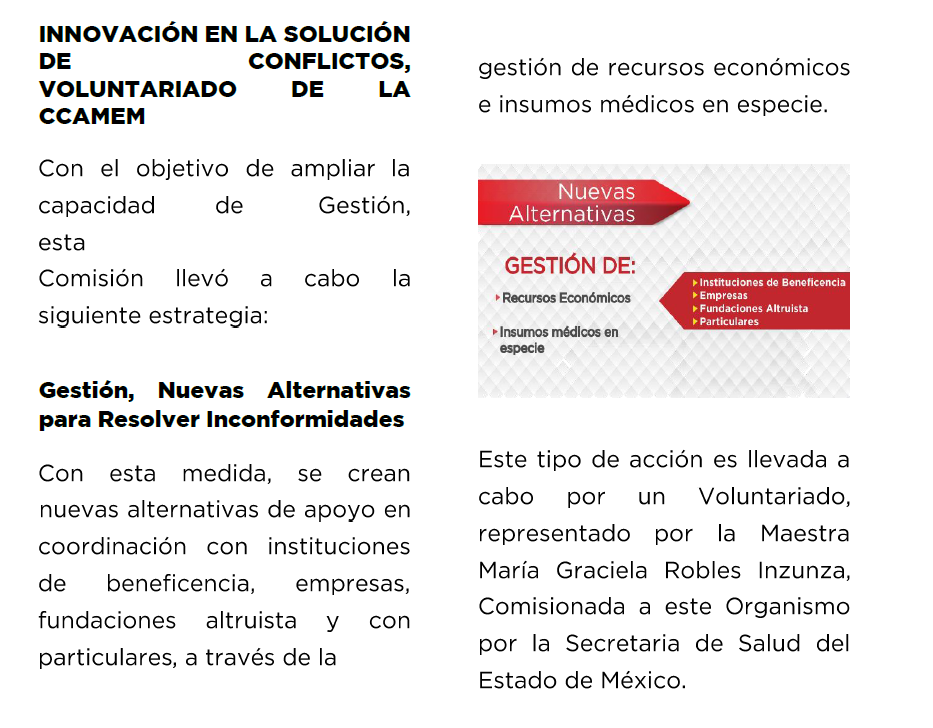 INNOVACIÓN EN LA SOLUCIÓN
DE CONFLICTOS,
VOLUNTARIADO DE LA
CCAMEM
Con el objetivo de ampliar la
capacidad de Gestión,
esta
Comisión llevó a cabo la
siguiente estrategia:
Gestión, Nuevas Alternativas
para Resolver Inconformidades
Con esta medida, se crean
nuevas alternativas de apoyo en
coordinación con instituciones
de beneficencia, empresas,
fundaciones altruista y con
particulares, a través de la
gestión de recursos económicos
e insumos médicos en especie.
Nuevas
Alternativas
GESTIÓN DE:
Recursos Económicos
Insumos médicos en
especie
Instituciones de Beneficencia
Empresas
Fundaciones Altruista
Particulares
Este tipo de acción es llevada a
cabo por un Voluntariado,
representado por la Maestra
María Graciela Robles Inzunza,
Comisionada a este Organismo
por la Secretaria de Salud del
Estado de México.